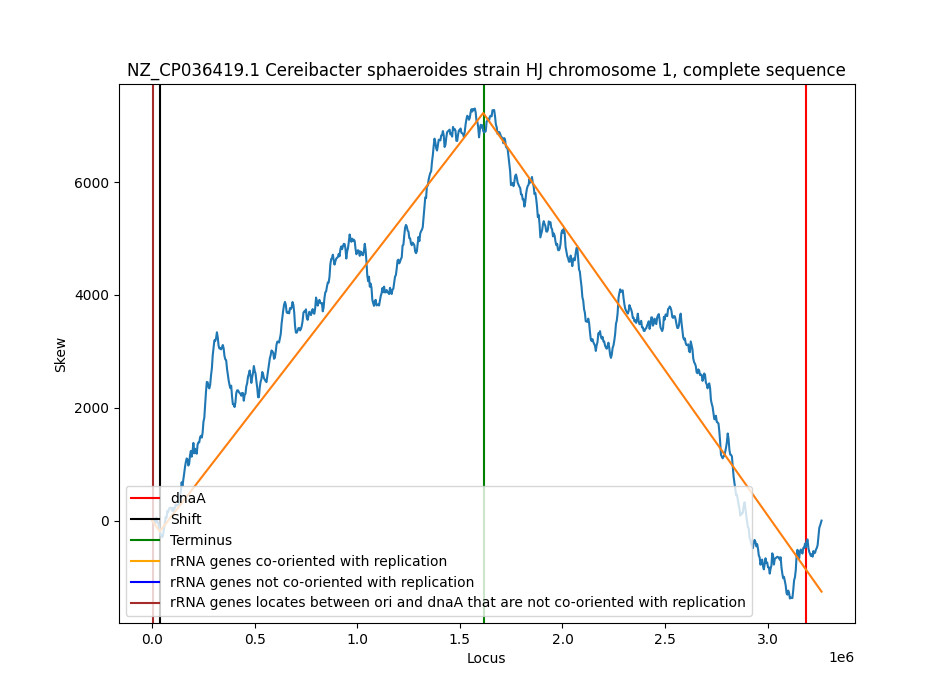 NZ_CP036419.1 Cereibacter sphaeroides strain HJ chromosome 1, complete sequence
Skew
6000
4000
2000
0
dnaA
Shift
Terminus
rRNA genes co-oriented with replication
rRNA genes not co-oriented with replication
rRNA genes locates between ori and dnaA that are not co-oriented with replication
0.0 0.5 1.0 1.5 2.0 2.5 3.0
1e6
Locus